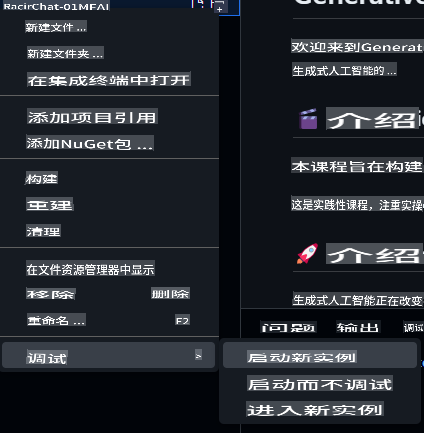 新建文件 ...
新建文件夹 ...
在集成终端中打开
添加项目引用
添加NuGet包 ...
构建
重建
清理
在文件资源管理器中显示
移除 删除
重命名 ... F2
调试 >
启动新实例
启动而不调试
进入新实例
欢迎来到Generat
生成式人工智能的 ...
介绍
本课程旨在构建
这是实践性课程，注重实操
介绍
生成式人工智能正在改变
问题 输出 调试